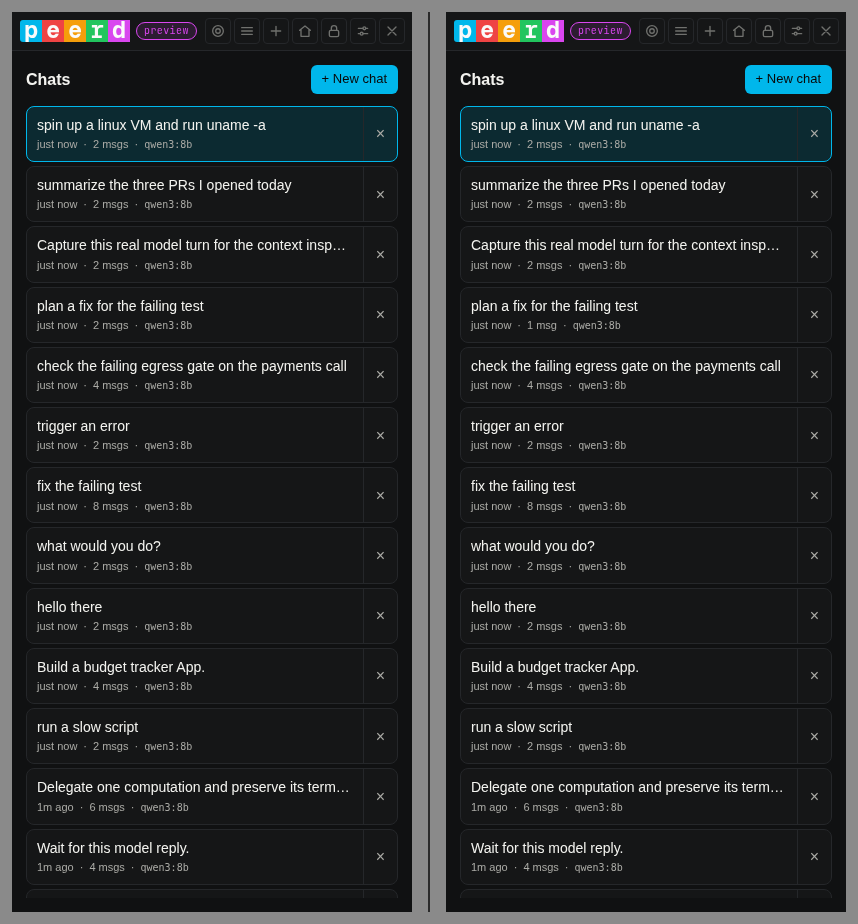 peerd preview
Chats
+ New chat
spin up a linux VM and run uname -a
just now · 2 msgs · qwen3:8b
summarize the three PRs I opened today
just now · 2 msgs · qwen3:8b
Capture this real model turn for the context insp…
just now · 2 msgs · qwen3:8b
plan a fix for the failing test
just now · 2 msgs · qwen3:8b
check the failing egress gate on the payments call
just now · 4 msgs · qwen3:8b
trigger an error
just now · 2 msgs · qwen3:8b
fix the failing test
just now · 8 msgs · qwen3:8b
what would you do?
just now · 2 msgs · qwen3:8b
hello there
just now · 2 msgs · qwen3:8b
Build a budget tracker App.
just now · 4 msgs · qwen3:8b
run a slow script
just now · 2 msgs · qwen3:8b
Delegate one computation and preserve its term…
1m ago · 6 msgs · qwen3:8b
Wait for this model reply.
1m ago · 4 msgs · qwen3:8b
peerd preview
Chats
+ New chat
spin up a linux VM and run uname -a
just now · 2 msgs · qwen3:8b
summarize the three PRs I opened today
just now · 2 msgs · qwen3:8b
Capture this real model turn for the context insp…
just now · 2 msgs · qwen3:8b
plan a fix for the failing test
just now · 1 msg · qwen3:8b
check the failing egress gate on the payments call
just now · 4 msgs · qwen3:8b
trigger an error
just now · 2 msgs · qwen3:8b
fix the failing test
just now · 8 msgs · qwen3:8b
what would you do?
just now · 2 msgs · qwen3:8b
hello there
just now · 2 msgs · qwen3:8b
Build a budget tracker App.
just now · 4 msgs · qwen3:8b
run a slow script
just now · 2 msgs · qwen3:8b
Delegate one computation and preserve its term…
1m ago · 6 msgs · qwen3:8b
Wait for this model reply.
1m ago · 4 msgs · qwen3:8b